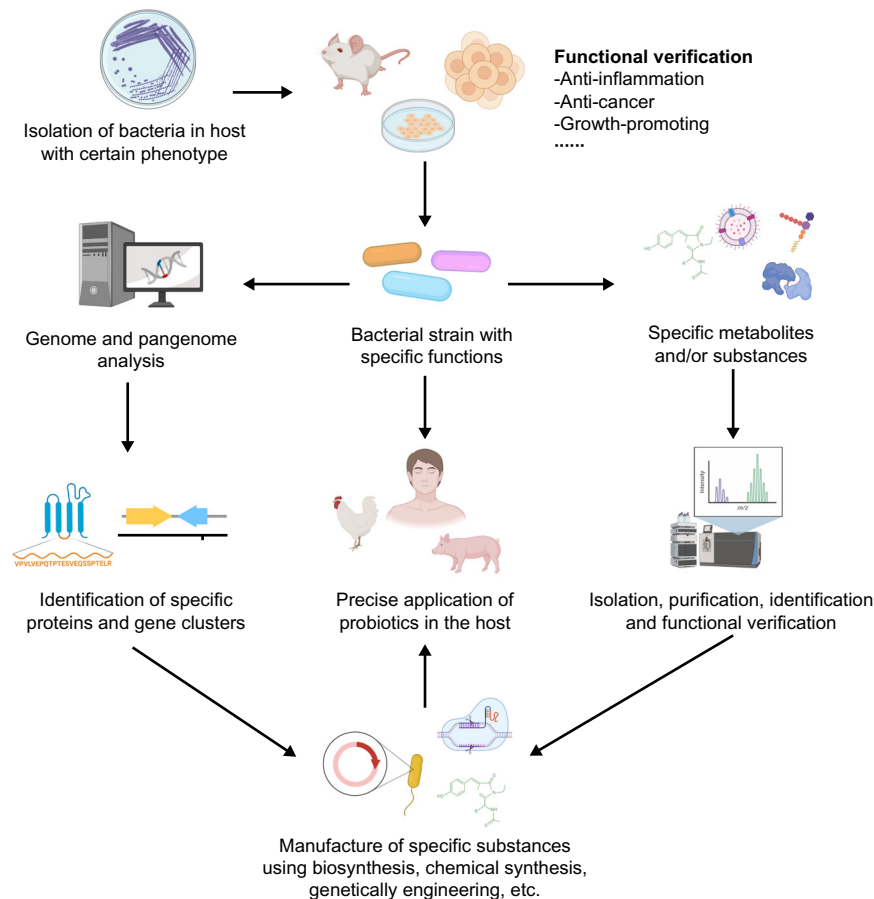 Isolation of bacteria in host
with certain phenotype
Functional verification
-Anti-inflammation
-Anti-cancer
-Growth-promoting
......
Genome and pangenome
analysis
Bacterial strain with
specific functions
Specific metabolites
and/or substances
Intensity
m/z
VPVLVEPQTPTESVEQSSPTELR
Identification of specific
proteins and gene clusters
Precise application of
probiotics in the host
Isolation, purification, identification
and functional verification
Manufacture of specific substances
using biosynthesis, chemical synthesis,
genetically engineering, etc.